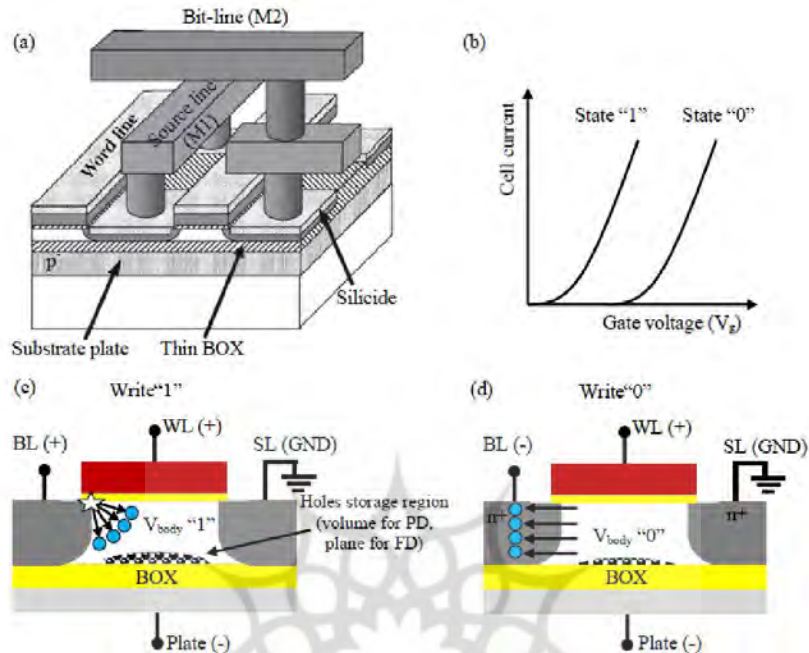 Bit-line (M2)
(a)
Word line
Source line
(M1)
p-
Silicide
Substrate plate
Thin BOX
(b)
Cell current
State “1”
State “0”
Gate voltage (Vg)
(c)
Write“1”
BL (+)
WL (+)
SL (GND)
Vbody “1”
Holes storage region
(volume for PD,
plane for FD)
BOX
Plate (-)
(d)
Write“0”
BL (-)
WL (+)
SL (GND)
n+
n+
Vbody “0”
BOX
Plate (-)